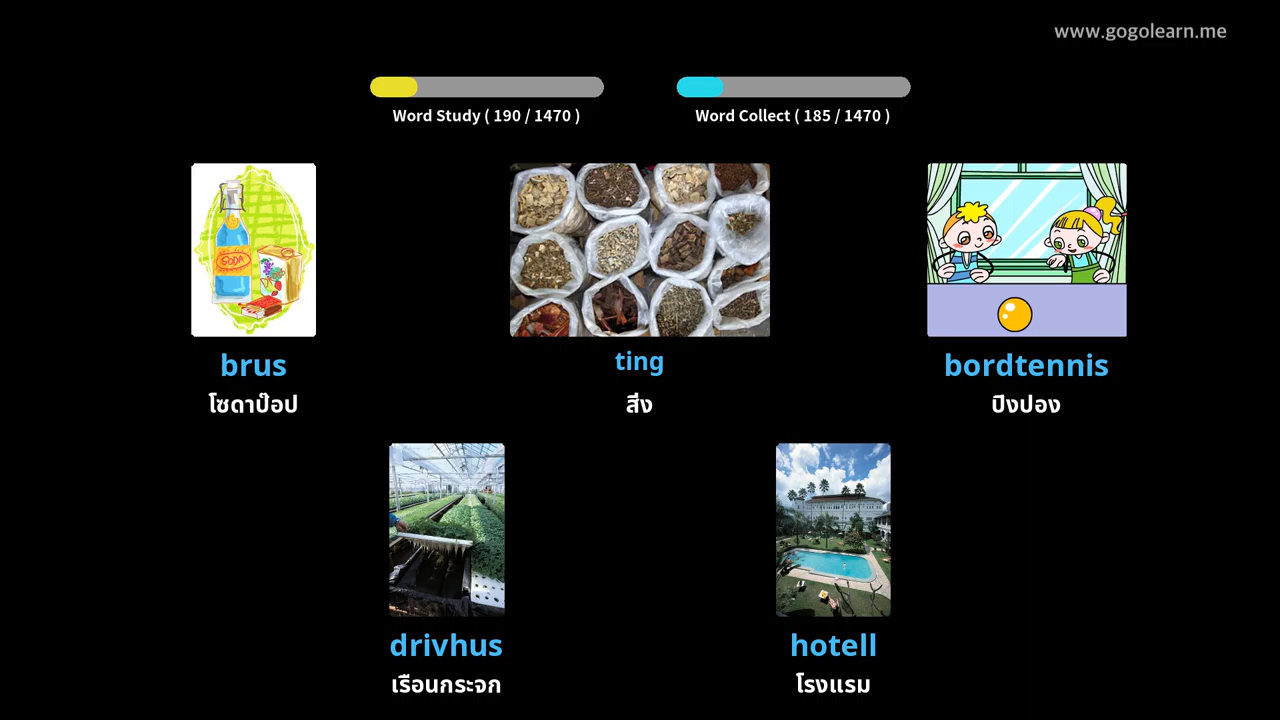 www.gogolearn.me
Word Study ( 190 / 1470 )
Word Collect ( 185 / 1470 )
SODA
brus
ting
bordtennis
โซดาป๊อป
สิ่ง
ปิงปอง
drivhus
hotell
เรือนกระจก
โรงแรม